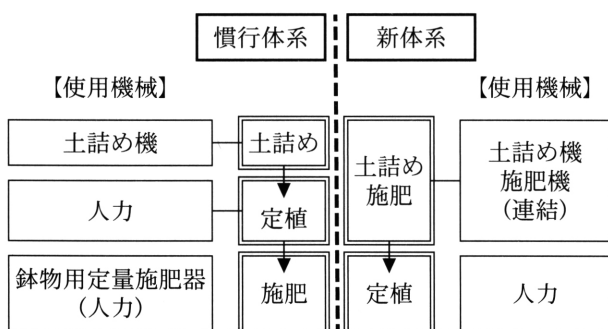 慣行体系
新体系
【使用機械】
【使用機械】
土詰め機
土詰め
土詰め
施肥
土詰め機
施肥機
（連結）
人力
定植
鉢物用定量施肥器
（人力）
施肥
定植
人力